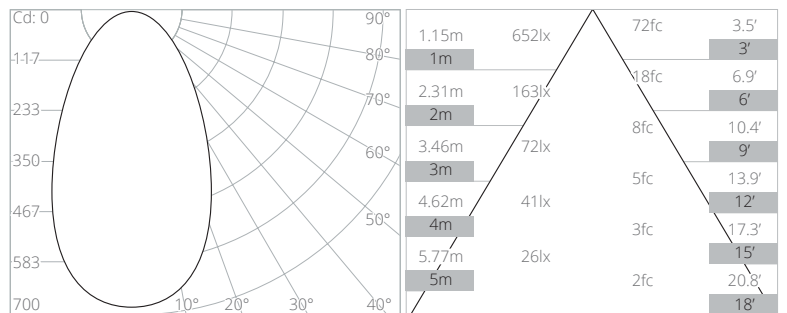 Cd: 0
117
233
350
467
583
700
90°
80°
70°
60°
50°
10°
20°
30°
40°
1.15m
652lx
1m
2.31m
163lx
2m
3.46m
72lx
3m
4.62m
41lx
4m
5.77m
26lx
5m
72fc
3.5′
3′
18fc
6.9′
6′
8fc
10.4′
9′
5fc
13.9′
12′
3fc
17.3′
15′
2fc
20.8′
18′